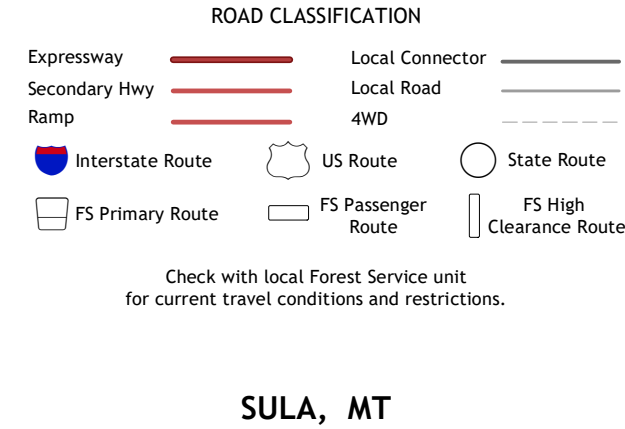 ROAD CLASSIFICATION
Expressway
Local Connector
Secondary Hwy
Local Road
Ramp
4WD
Interstate Route
US Route
State Route
FS Primary Route
FS Passenger
Route
FS High
Clearance Route
Check with local Forest Service unit
for current travel conditions and restrictions.
SULA, MT